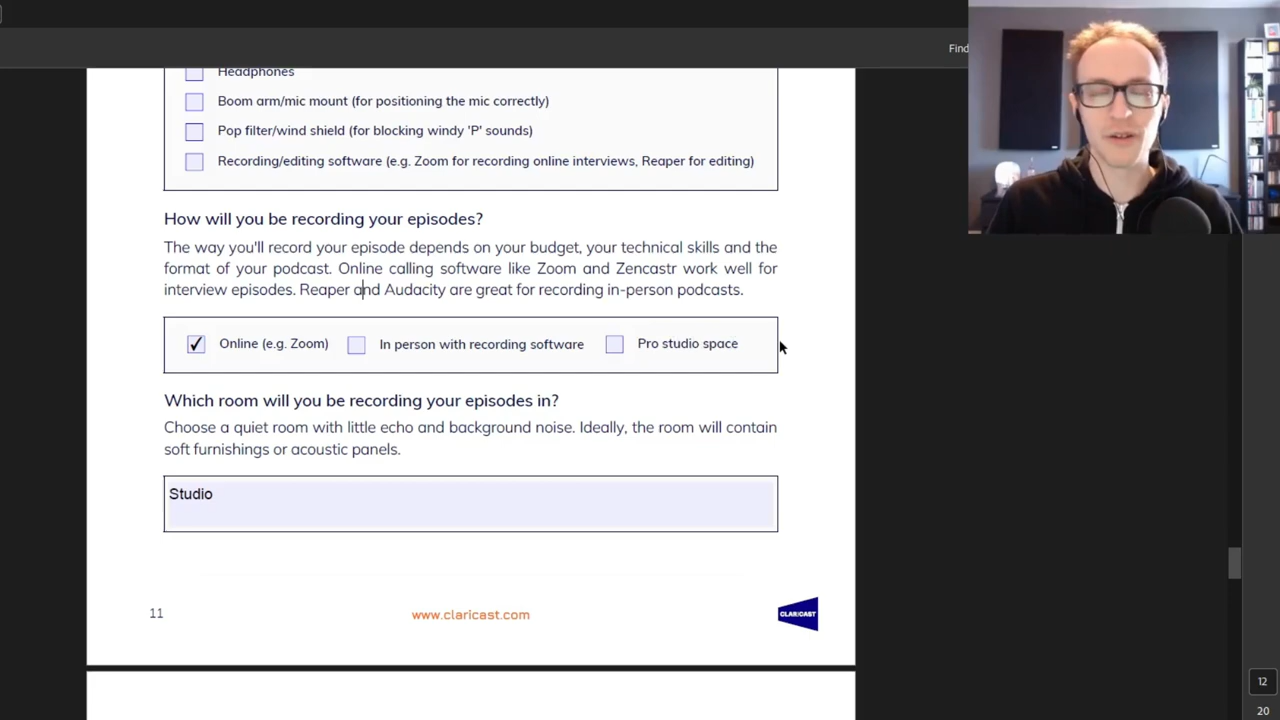 Find
Headphones
Boom arm/mic mount (for positioning the mic correctly)
Pop filter/wind shield (for blocking windy 'P' sounds)
Recording/editing software (e.g. Zoom for recording online interviews, Reaper for editing)
How will you be recording your episodes?
The way you'll record your episode depends on your budget, your technical skills and the
format of your podcast. Online calling software like Zoom and Zencastr work well for
interview episodes. Reaper and Audacity are great for recording in-person podcasts.
Online (e.g. Zoom) In person with recording software Pro studio space
Which room will you be recording your episodes in?
Choose a quiet room with little echo and background noise. Ideally, the room will contain
soft furnishings or acoustic panels.
Studio
11 www.claricast.com CLARICAST
12
20